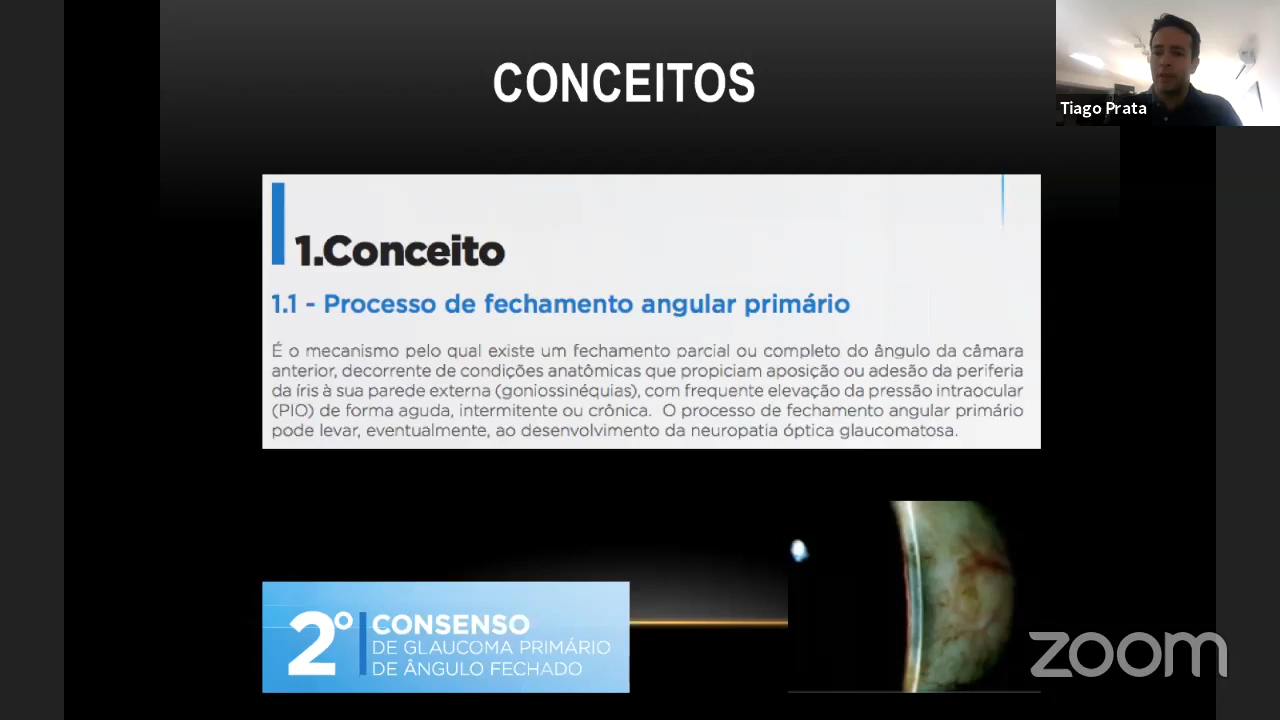 CONCEITOS
Tiago Prata
1.Conceito
1.1 - Processo de fechamento angular primário
É o mecanismo pelo qual existe um fechamento parcial ou completo do ângulo da câmara
anterior, decorrente de condições anatômicas que propiciam aposição ou adesão da periferia
da íris à sua parede externa (goniossinéquias), com frequente elevação da pressão intraocular
(PIO) de forma aguda, intermitente ou crônica. O processo de fechamento angular primário
pode levar, eventualmente, ao desenvolvimento da neuropatia óptica glaucomatosa.
2º CONSENSO
DE GLAUCOMA PRIMÁRIO
DE ÂNGULO FECHADO
zoom